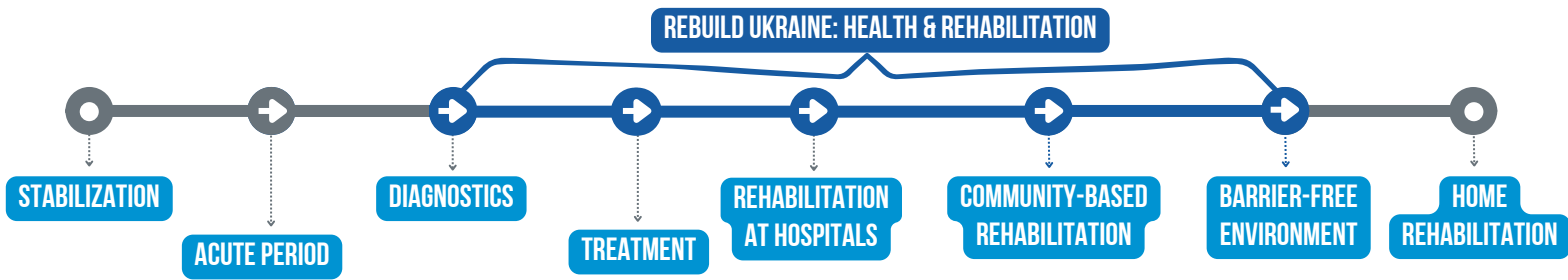 REBUILD UKRAINE: HEALTH & REHABILITATION
STABILIZATION
ACUTE PERIOD
DIAGNOSTICS
TREATMENT
REHABILITATION
AT HOSPITALS
COMMUNITY-BASED
REHABILITATION
BARRIER-FREE
ENVIRONMENT
HOME
REHABILITATION